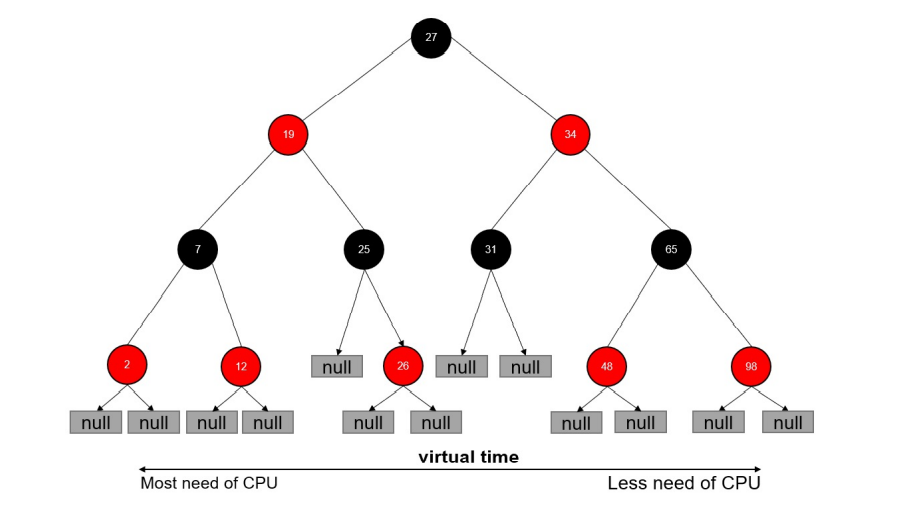 27
19
34
7
25
31
65
2
12
null
26
null
null
48
98
null
null
null
null
null
null
null
null
null
null
virtual time
Most need of CPU
Less need of CPU